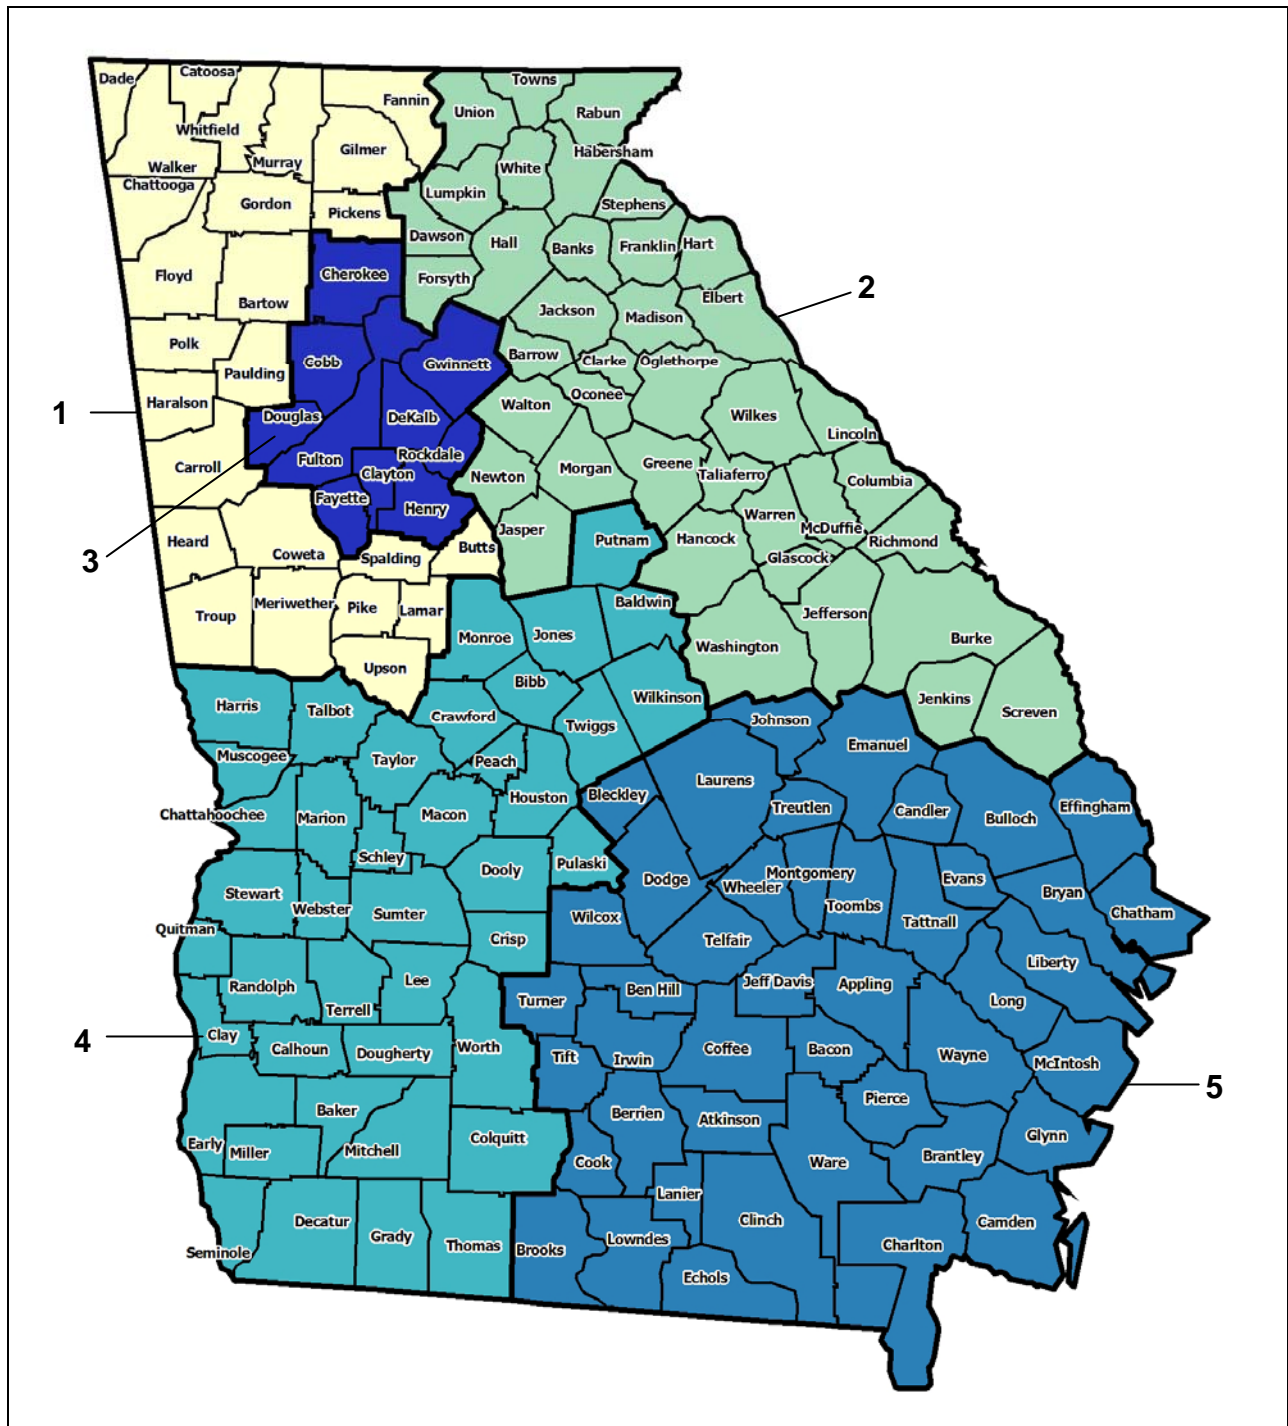 Dade
Catoosa
Towns
Fannin
Union
Rabun
Whitfield
Gilmer
Habersham
Walker
Murray
White
Chattooga
Lumpkin
Gordon
Pickens
Stephens
Dawson
Hall
Banks
Franklin
Hart
Floyd
Cherokee
Forsyth
2
Bartow
Elbert
Jackson
Madison
Polk
Barrow
Clarke
Oglethorpe
Cobb
Gwinnett
Paulding
Oconee
Haralson
Walton
1
Douglas
DeKalb
Wilkes
Lincoln
Fulton
Rockdale
Carroll
Clayton
Newton
Morgan
Greene
Taliaferro
Columbia
Fayette
Henry
Warren
Jasper
McDuffie
Heard
Putnam
Hancock
Richmond
3
Coweta
Spalding
Butts
Glascock
Troup
Meriwether
Pike
Lamar
Baldwin
Jefferson
Monroe
Jones
Washington
Burke
Upson
Bibb
Wilkinson
Jenkins
Harris
Talbot
Crawford
Twiggs
Johnson
Screven
Muscogee
Taylor
Peach
Emanuel
Laurens
Houston
Bleckley
Chattahoochee
Marion
Macon
Treutlen
Candler
Bulloch
Effingham
Schley
Dooly
Pulaski
Stewart
Dodge
Wheeler
Montgomery
Evans
Bryan
Webster
Sumter
Wilcox
Toombs
Tattnall
Chatham
Quitman
Crisp
Telfair
Liberty
Randolph
Lee
Terrell
Turner
Ben Hill
Jeff Davis
Appling
Long
4
Clay
Calhoun
Dougherty
Worth
Tift
Irwin
Coffee
Bacon
Wayne
McIntosh
5
Baker
Berrien
Atkinson
Pierce
Early
Miller
Mitchell
Colquitt
Cook
Ware
Brantley
Glynn
Lanier
Seminole
Decatur
Grady
Thomas
Brooks
Lowndes
Clinch
Charlton
Camden
Echols